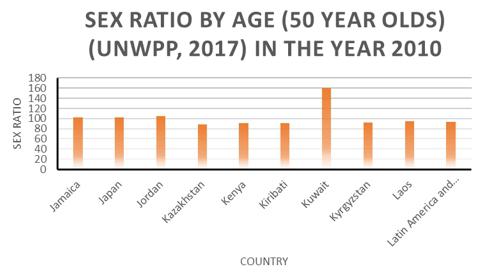 SEX RATIO BY AGE (50 YEAR OLDS)
(UNWPP, 2017) IN THE YEAR 2010
SEX RATIO
180
160
140
120
100
80
60
40
20
0
Jamaica
Japan
Jordan
Kazakhstan
Kenya
Kiribati
Kuwait
Kyrgyzstan
Laos
Latin America and...
COUNTRY